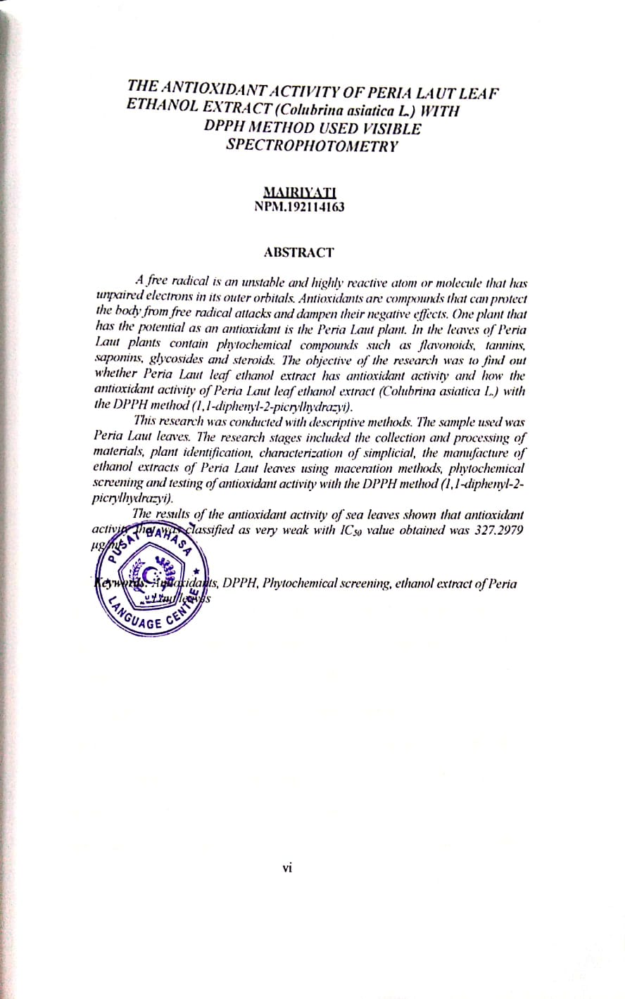 THE ANTIOXIDANT ACTIVITY OF PERIA LAUT LEAF
ETHANOL EXTRACT (Colubrina asiatica L.) WITH
DPPH METHOD USED VISIBLE
SPECTROPHOTOMETRY
MAIRIYATI
NPM.192114163
ABSTRACT
A free radical is an unstable and highly reactive atom or molecule that has
unpaired electrons in its outer orbitals. Antioxidants are compounds that can protect
the body from free radical attacks and dampen their negative effects. One plant that
has the potential as an antioxidant is the Peria Laut plant. In the leaves of Peria
Laut plants contain phytochemical compounds such as flavonoids, tannins,
saponins, glycosides and steroids. The objective of the research was to find out
whether Peria Laut leaf ethanol extract has antioxidant activity and how the
antioxidant activity of Peria Laut leaf ethanol extract (Colubrina asiatica L.) with
the DPPH method (1,1-diphenyl-2-picrylhydrazyi).
This research was conducted with descriptive methods. The sample used was
Peria Laut leaves. The research stages included the collection and processing of
materials, plant identification, characterization of simplicial, the manufacture of
ethanol extracts of Peria Laut leaves using maceration methods, phytochemical
screening and testing of antioxidant activity with the DPPH method (1,1-diphenyl-2-
picrylhydrazyi).
The results of the antioxidant activity of sea leaves shown that antioxidant
activity that was classified as very weak with IC50 value obtained was 327.2979
µg/ml.
Keywords: Antioxidants, DPPH, Phytochemical screening, ethanol extract of Peria
Laut leaves
PUSAT BAHASA
LANGUAGE CENTRE
vi